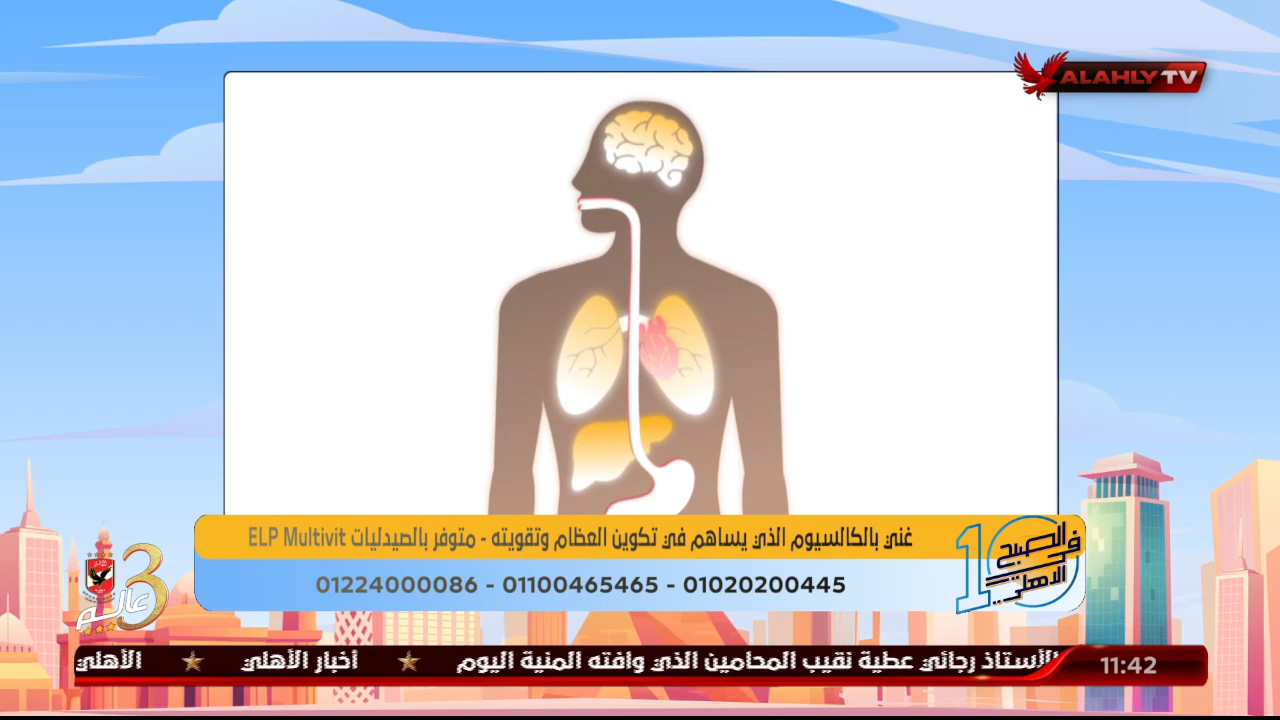 ALAHLY TV
غني بالكالسيوم الذي يساهم في تكوين العظام وتقويته - متوفر بالصيدليات ELP Multivit
01224000086 - 01100465465 - 01020200445
10 الصبح في الأهلي
3 عالم
الأستاذ رجائي عطية نقيب المحامين الذي وافته المنية اليوم ★ أخبار الأهلي ★ الأهلي
11:42